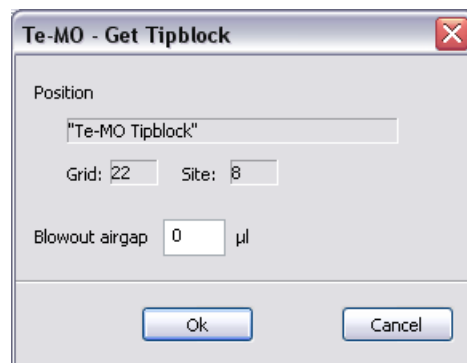 Te-MO - Get Tipblock
Position
"Te-MO Tipblock"
Grid: 22 Site: 8
Blowout airgap 0 µl
Ok Cancel